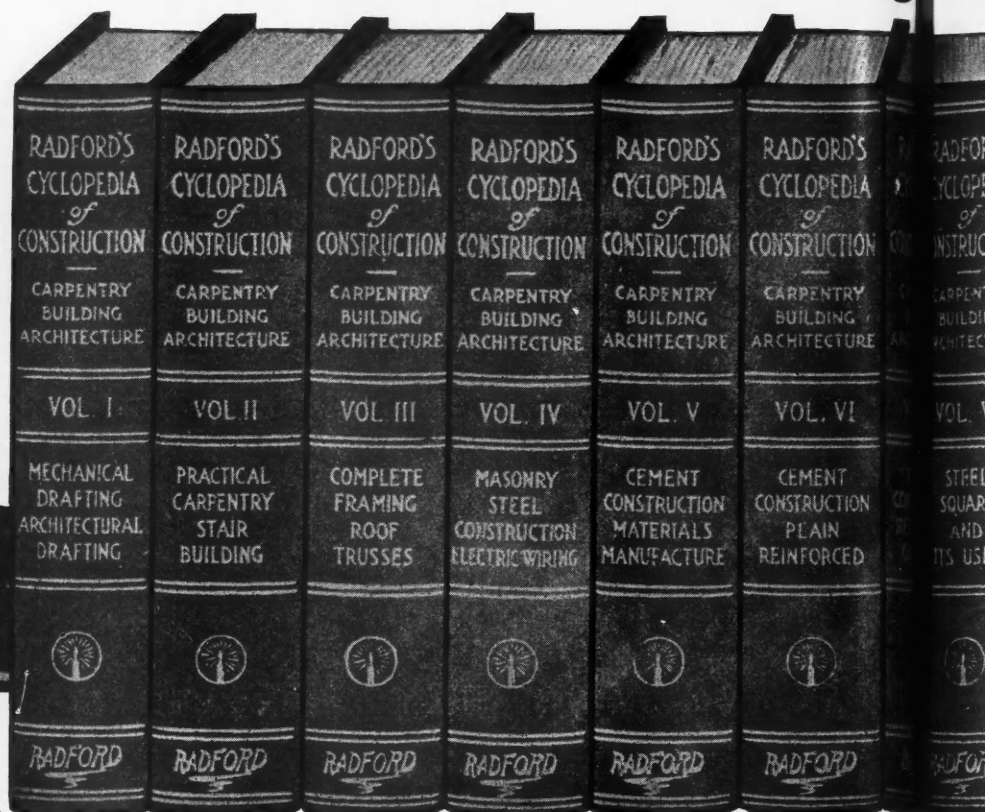 RADFORD'S
CYCLOPEDIA
of
CONSTRUCTION
CARPENTRY
BUILDING
ARCHITECTURE
VOL. I
MECHANICAL
DRAFTING
ARCHITECTURAL
DRAFTING
RADFORD
RADFORD'S
CYCLOPEDIA
of
CONSTRUCTION
CARPENTRY
BUILDING
ARCHITECTURE
VOL. II
PRACTICAL
CARPENTRY
STAIR
BUILDING
RADFORD
RADFORD'S
CYCLOPEDIA
of
CONSTRUCTION
CARPENTRY
BUILDING
ARCHITECTURE
VOL. III
COMPLETE
FRAMING
ROOF
TRUSSES
RADFORD
RADFORD'S
CYCLOPEDIA
of
CONSTRUCTION
CARPENTRY
BUILDING
ARCHITECTURE
VOL. IV
MASONRY
STEEL
CONSTRUCTION
ELECTRIC WIRING
RADFORD
RADFORD'S
CYCLOPEDIA
of
CONSTRUCTION
CARPENTRY
BUILDING
ARCHITECTURE
VOL. V
CEMENT
CONSTRUCTION
MATERIALS
MANUFACTURE
RADFORD
RADFORD'S
CYCLOPEDIA
of
CONSTRUCTION
CARPENTRY
BUILDING
ARCHITECTURE
VOL. VI
CEMENT
CONSTRUCTION
PLAIN
REINFORCED
RADFORD
of
VOL.
STEEL
AND